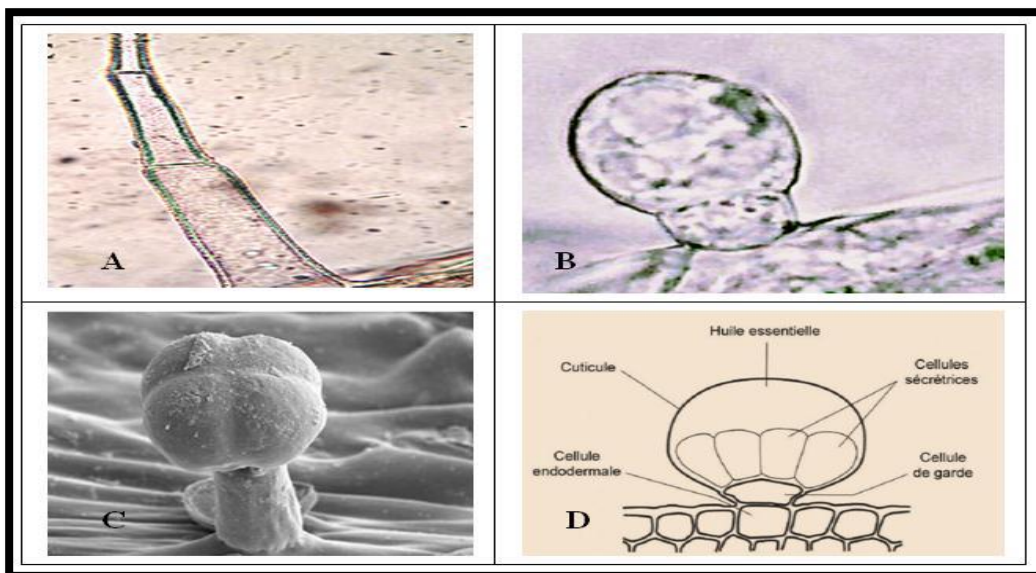 A
B
C
Huile essentielle
Cuticule
Cellules
sécrétrices
Cellule
endodermale
Cellule
de garde
D